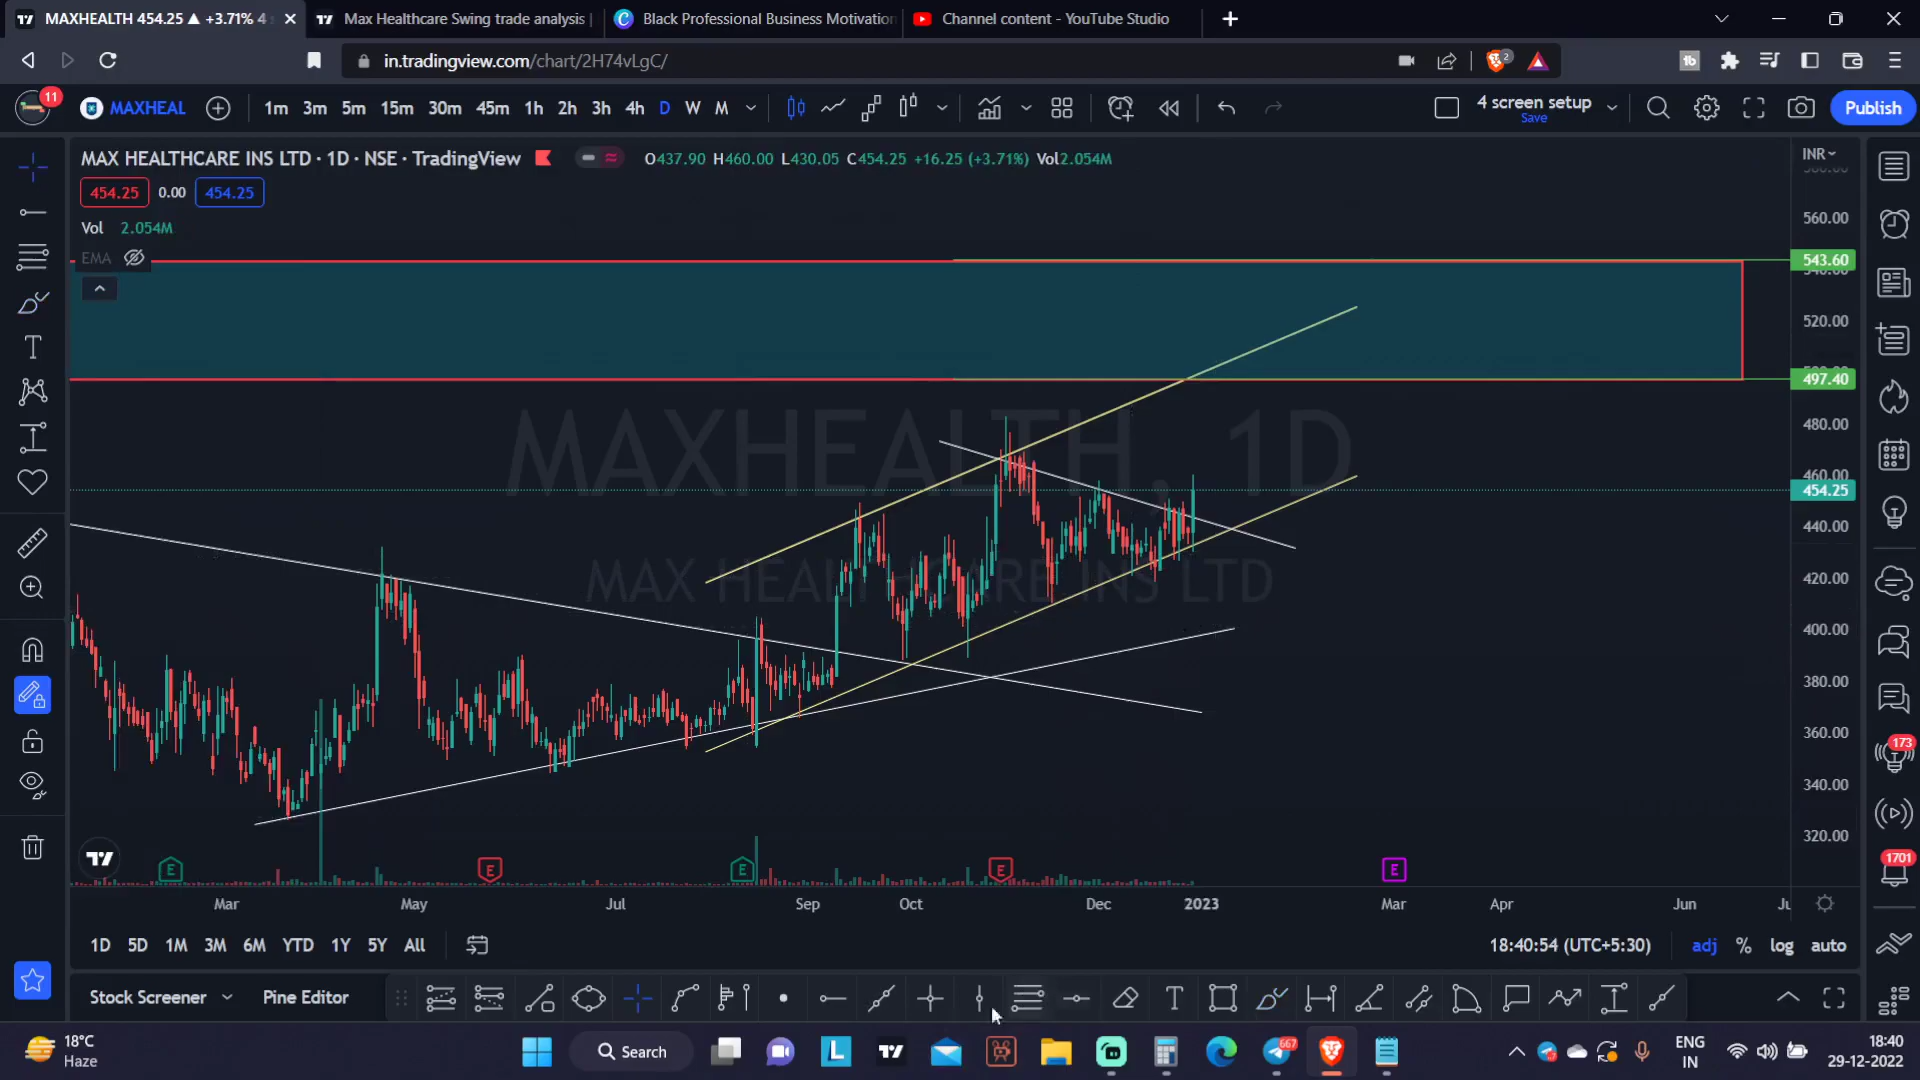 MAXHEALTH 454.25 ▲ +3.71% 4
Max Healthcare Swing trade analysis |
Black Professional Business Motivation
Channel content - YouTube Studio
in.tradingview.com/chart/2H74vLgC/
2
11
MAXHEAL
1m 3m 5m 15m 30m 45m 1h 2h 3h 4h D W M
4 screen setup
Save
Publish
MAX HEALTHCARE INS LTD · 1D · NSE · TradingView
O437.90 H460.00 L430.05 C454.25 +16.25 (+3.71%) Vol2.054M
INR
454.25 0.00 454.25
Vol 2.054M
EMA
560.00
543.60
520.00
497.40
480.00
460.00
454.25
440.00
420.00
400.00
380.00
360.00
340.00
320.00
MAXHEALTH, 1D
MAX HEALTHCARE INS LTD
173
1701
E E E E E
Mar May Jul Sep Oct Dec 2023 Mar Apr Jun
1D 5D 1M 3M 6M YTD 1Y 5Y All
18:40:54 (UTC+5:30) adj % log auto
Stock Screener Pine Editor
18°C
Haze
Search
667
ENG
IN
18:40
29-12-2022